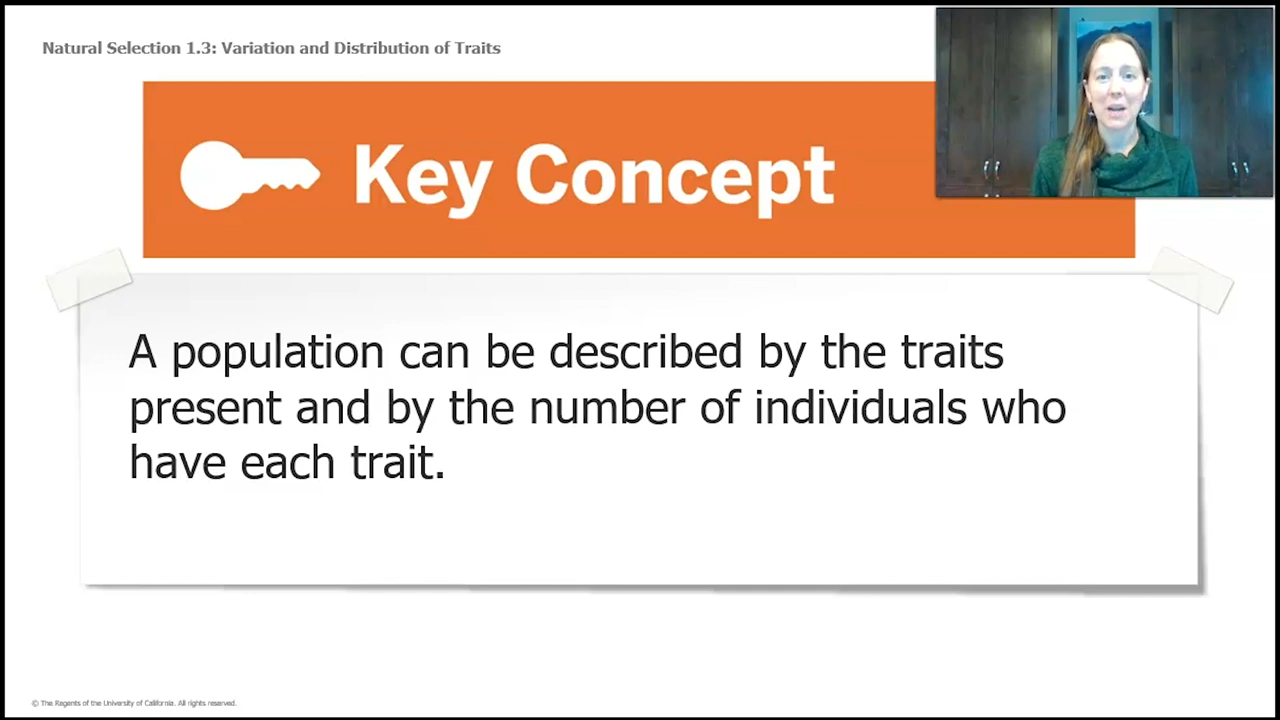 Natural Selection 1.3: Variation and Distribution of Traits
Key Concept
A population can be described by the traits
present and by the number of individuals who
have each trait.
© The Regents of the University of California. All rights reserved.